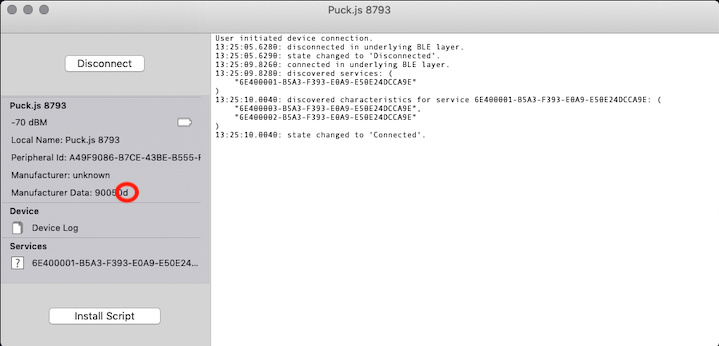 Puck.js 8793
Disconnect
Puck.js 8793
-70 dBM
Local Name: Puck.js 8793
Peripheral Id: A49F9086-B7CE-43BE-B555-F
Manufacturer: unknown
Manufacturer Data: 90050d
Device
Device Log
Services
? 6E400001-B5A3-F393-E0A9-E50E24...
Install Script
User initiated device connection.
13:25:05.6280: disconnected in underlying BLE layer.
13:25:05.6290: state changed to 'Disconnected'.
13:25:09.8260: connected in underlying BLE layer.
13:25:09.8280: discovered services: (
"6E400001-B5A3-F393-E0A9-E50E24DCCA9E"
)
13:25:10.0040: discovered characteristics for service 6E400001-B5A3-F393-E0A9-E50E24DCCA9E: (
"6E400003-B5A3-F393-E0A9-E50E24DCCA9E",
"6E400002-B5A3-F393-E0A9-E50E24DCCA9E"
)
13:25:10.0040: state changed to 'Connected'.